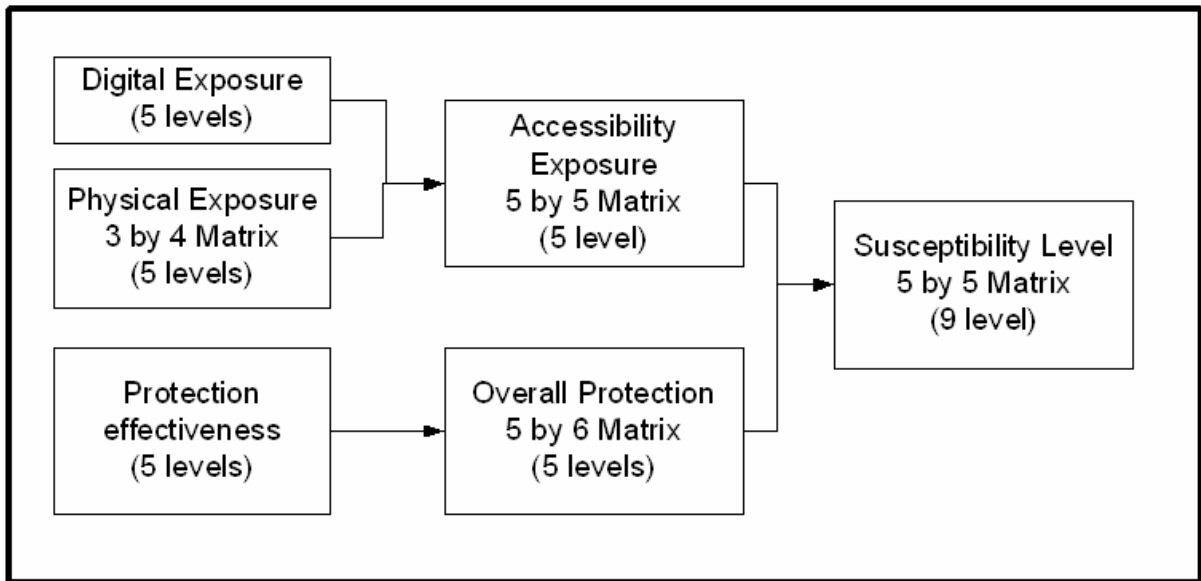 Digital Exposure
(5 levels)
Physical Exposure
3 by 4 Matrix
(5 levels)
Protection
effectiveness
(5 levels)
Accessibility
Exposure
5 by 5 Matrix
(5 level)
Overall Protection
5 by 6 Matrix
(5 levels)
Susceptibility Level
5 by 5 Matrix
(9 level)